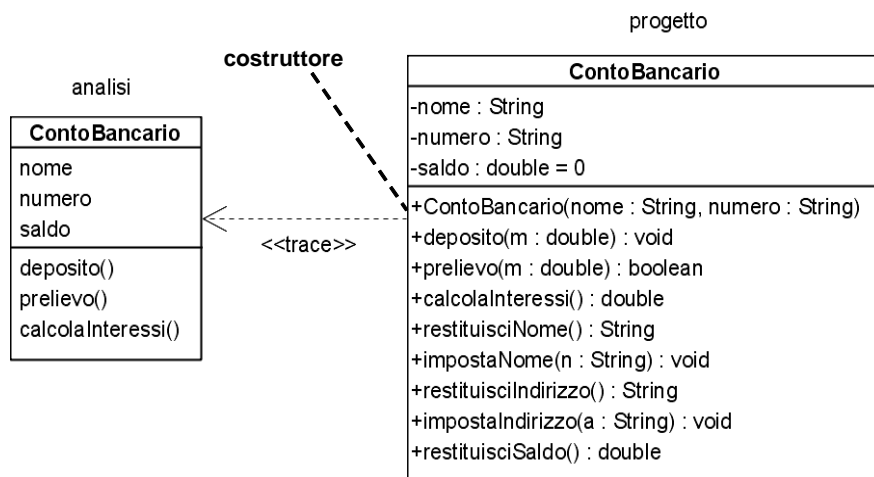 analisi
ContoBancario
nome
numero
saldo
deposito()
prelievo()
calcolaInteressi()
costruttore
<<trace>>
progetto
ContoBancario
-nome : String
-numero : String
-saldo : double = 0
+ContoBancario(nome : String, numero : String)
+deposito(m : double) : void
+prelievo(m : double) : boolean
+calcolaInteressi() : double
+restituisciNome() : String
+impostaNome(n : String) : void
+restituisciIndirizzo() : String
+impostaIndirizzo(a : String) : void
+restituisciSaldo() : double